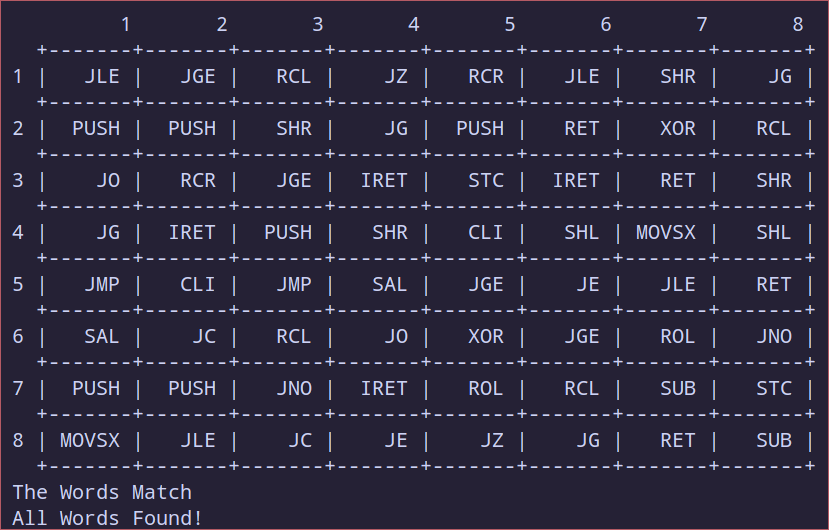 1       2       3       4       5       6       7       8
  +-------+-------+-------+-------+-------+-------+-------+-------+
1 |   JLE |   JGE |   RCL |    JZ |   RCR |   JLE |   SHR |    JG |
  +-------+-------+-------+-------+-------+-------+-------+-------+
2 |  PUSH |  PUSH |   SHR |    JG |  PUSH |   RET |   XOR |   RCL |
  +-------+-------+-------+-------+-------+-------+-------+-------+
3 |    JO |   RCR |   JGE |  IRET |   STC |  IRET |   RET |   SHR |
  +-------+-------+-------+-------+-------+-------+-------+-------+
4 |    JG |  IRET |  PUSH |   SHR |   CLI |   SHL | MOVSX |   SHL |
  +-------+-------+-------+-------+-------+-------+-------+-------+
5 |   JMP |   CLI |   JMP |   SAL |   JGE |    JE |   JLE |   RET |
  +-------+-------+-------+-------+-------+-------+-------+-------+
6 |   SAL |    JC |   RCL |    JO |   XOR |   JGE |   ROL |   JNO |
  +-------+-------+-------+-------+-------+-------+-------+-------+
7 |  PUSH |  PUSH |   JNO |  IRET |   ROL |   RCL |   SUB |   STC |
  +-------+-------+-------+-------+-------+-------+-------+-------+
8 | MOVSX |   JLE |    JC |    JE |    JZ |    JG |   RET |   SUB |
  +-------+-------+-------+-------+-------+-------+-------+-------+
The Words Match
All Words Found!